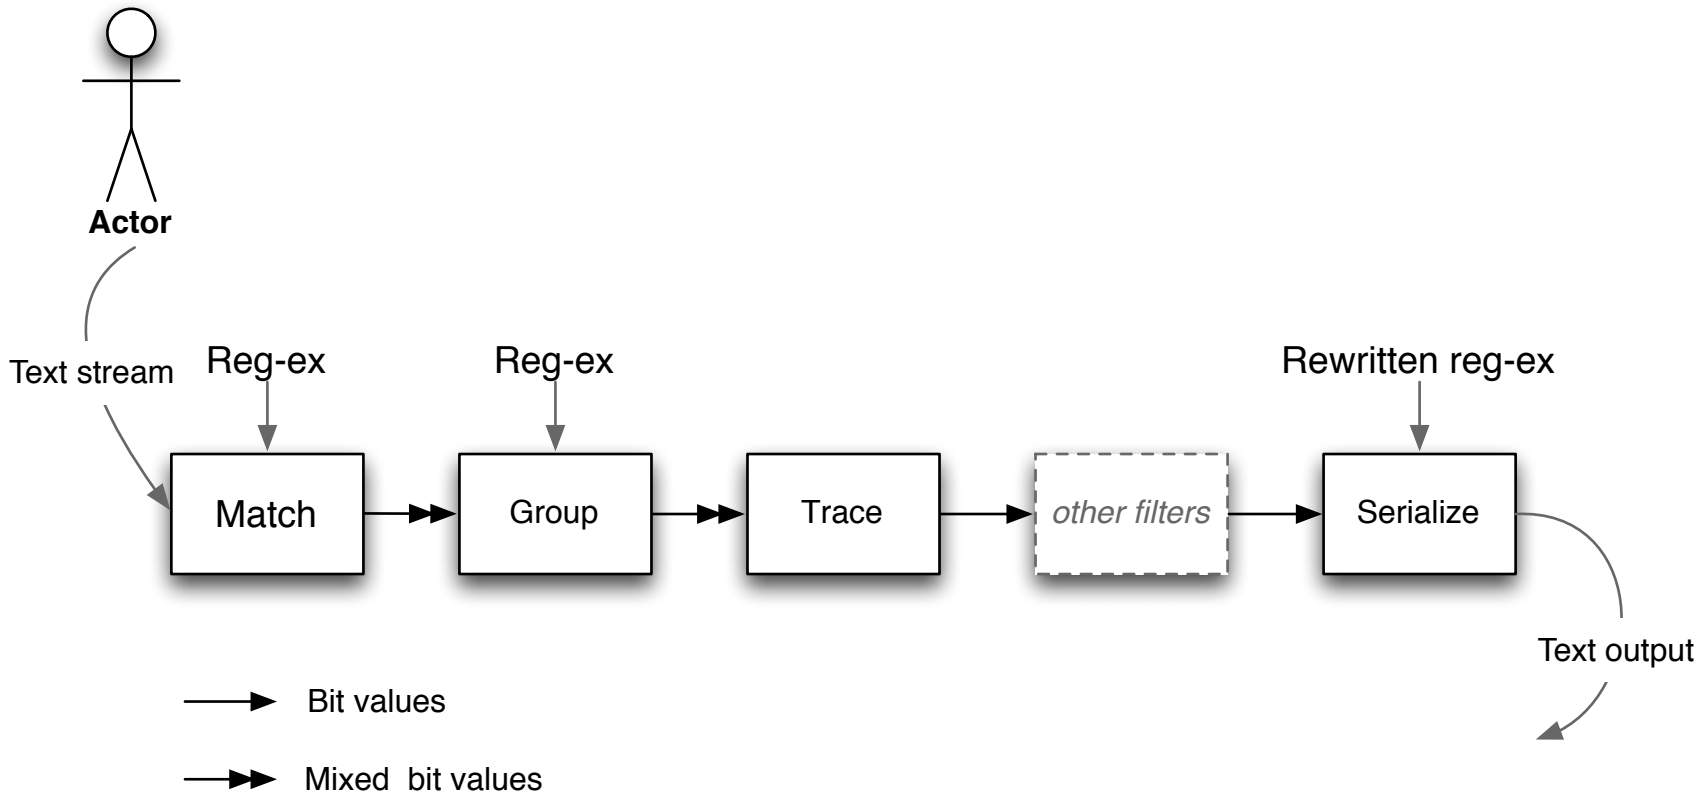 Actor
Text stream
Reg-ex
Reg-ex
Rewritten reg-ex
Match
Group
Trace
other filters
Serialize
Text output
Bit values
Mixed bit values